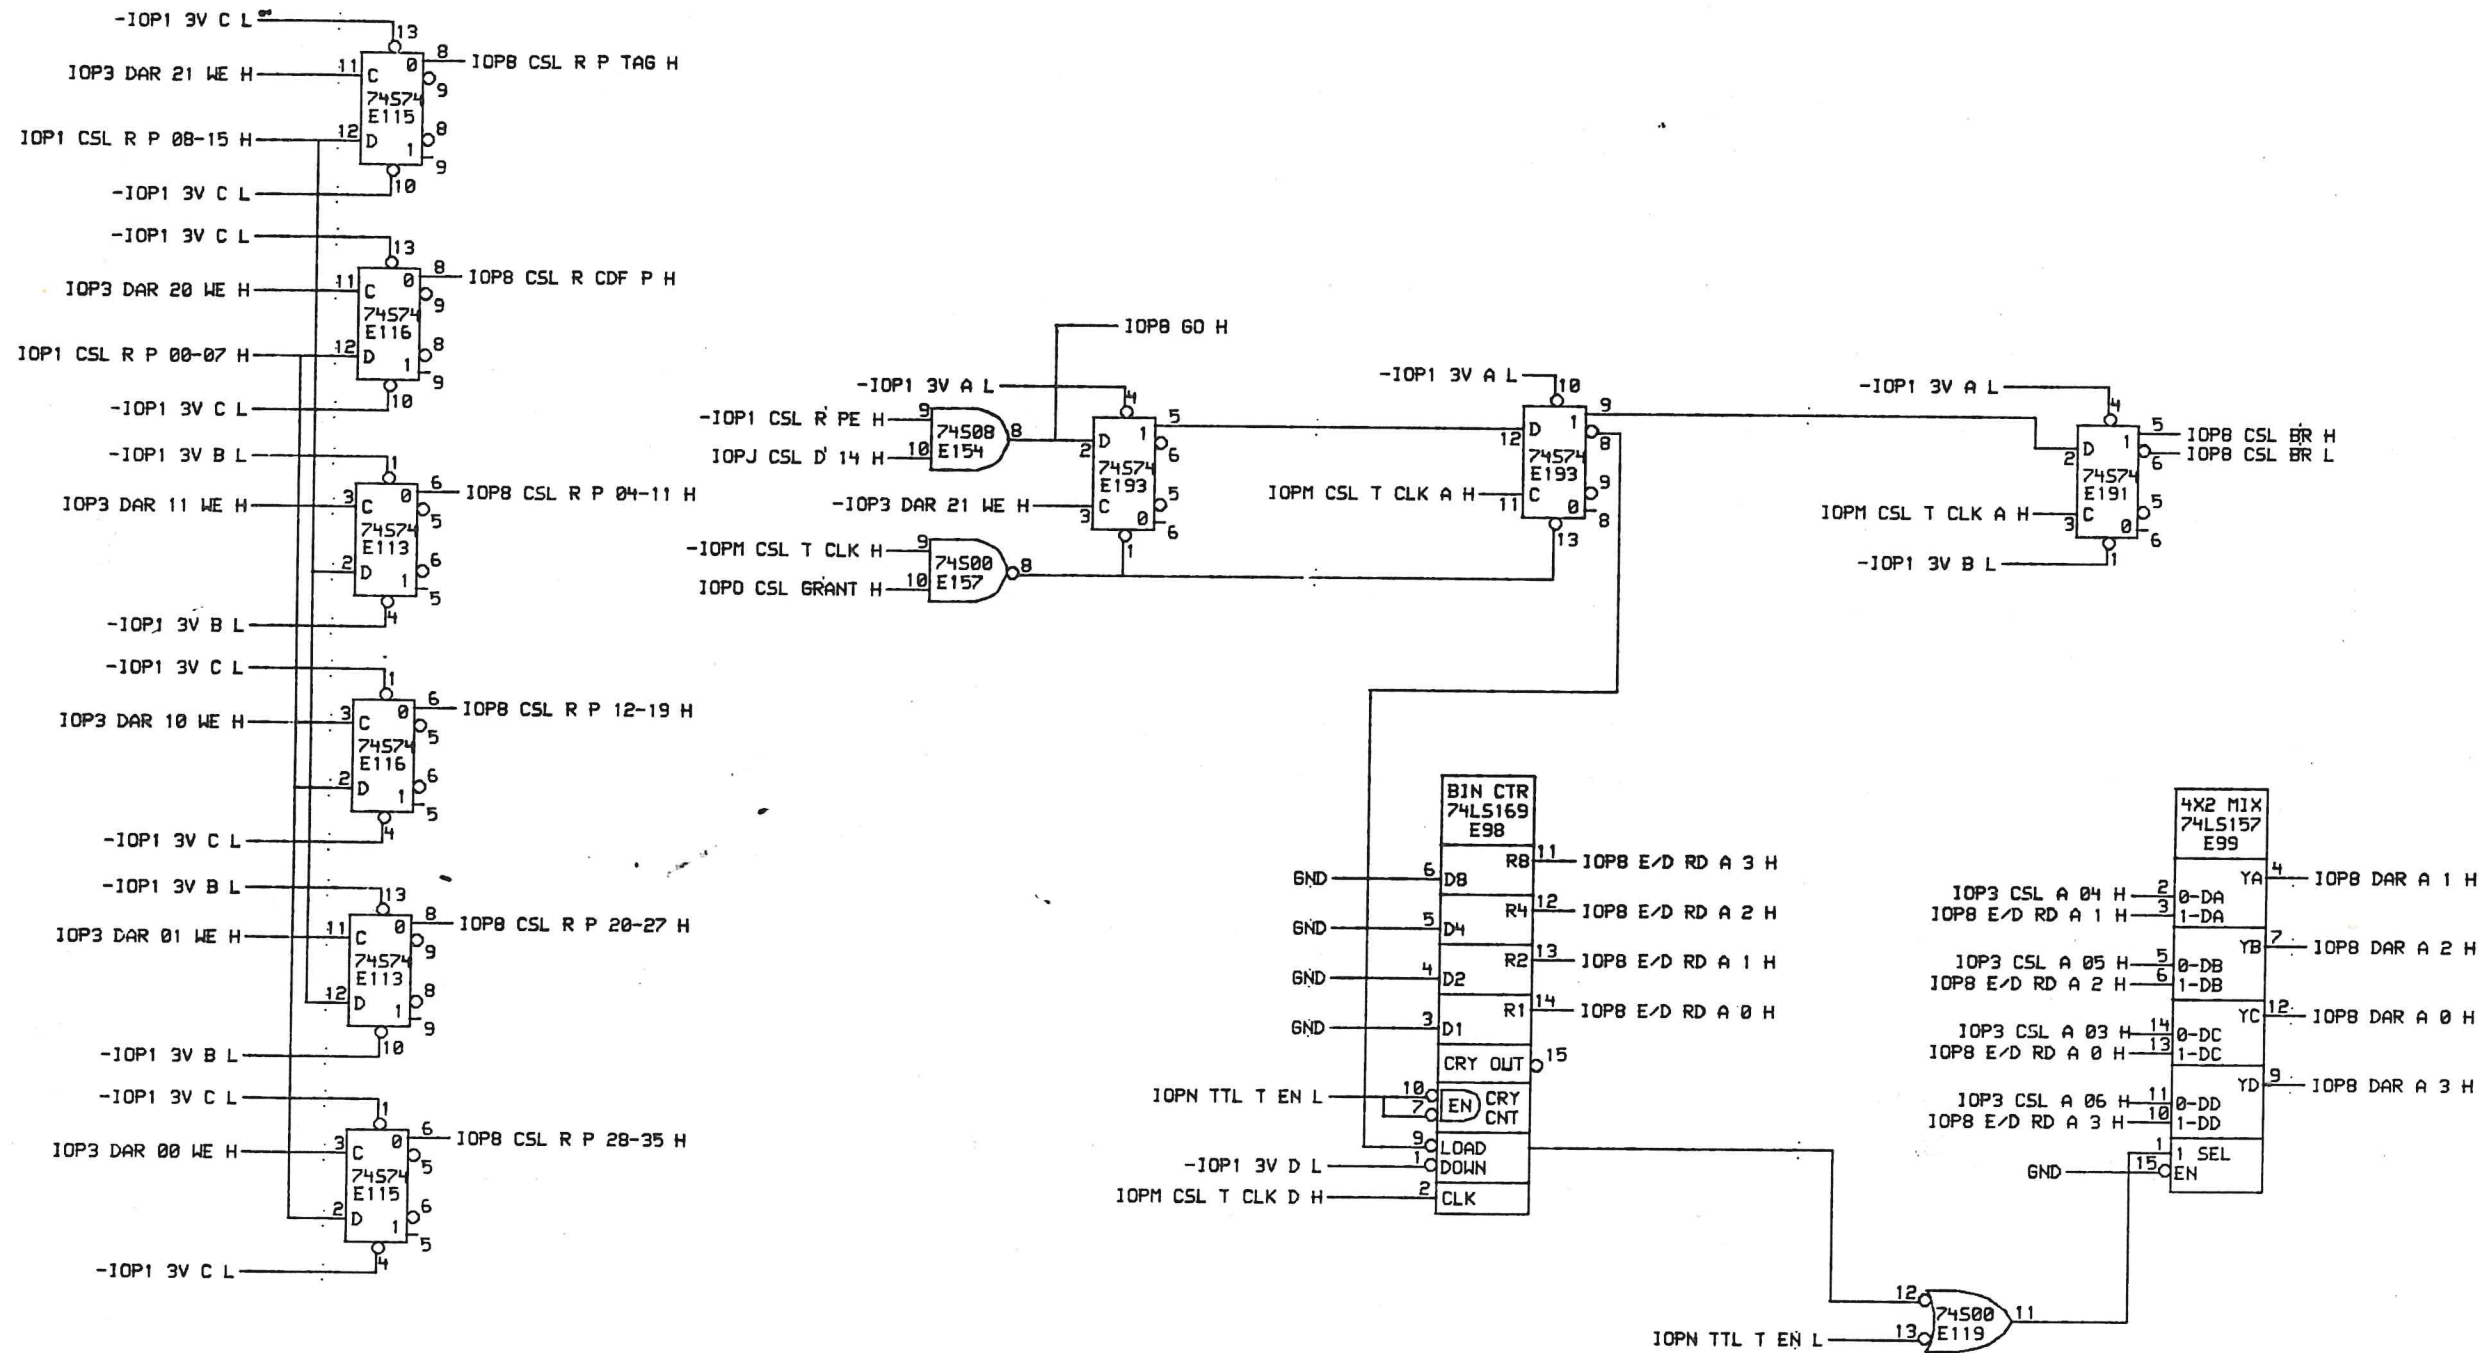 -IOP1 3V C L
13
IOP3 DAR 21 WE H 11 C 0 8 IOP8 CSL R P TAG H
9
74S74
E115
IOP1 CSL R P 08-15 H 12 D 1 8
9
-IOP1 3V C L 10
-IOP1 3V C L
13
IOP3 DAR 20 WE H 11 C 0 8 IOP8 CSL R CDF P H
9
74S74
E116
IOP1 CSL R P 00-07 H 12 D 1 8
9
-IOP1 3V C L 10
-IOP1 3V B L
1
IOP3 DAR 11 WE H 3 C 0 6 IOP8 CSL R P 04-11 H
5
74S74
E113
2 D 1 6
5
-IOP1 3V B L 4
-IOP1 3V C L
1
IOP3 DAR 10 WE H 3 C 0 6 IOP8 CSL R P 12-19 H
5
74S74
E116
2 D 1 6
5
-IOP1 3V C L 4
-IOP1 3V B L
13
IOP3 DAR 01 WE H 11 C 0 8 IOP8 CSL R P 20-27 H
9
74S74
E113
12 D 1 8
9
-IOP1 3V B L 10
-IOP1 3V C L
1
IOP3 DAR 00 WE H 3 C 0 6 IOP8 CSL R P 28-35 H
5
74S74
E115
2 D 1 6
5
-IOP1 3V C L 4
IOP8 GO H
-IOP1 3V A L 4
-IOP1 CSL R PE H 9
74S08 8
IOPJ CSL D 14 H 10 E154
2 D 1 5
6
74S74
E193
-IOP3 DAR 21 WE H 3 C 0 5
6
1
-IOPM CSL T CLK H 9
74S00 8
IOPO CSL GRANT H 10 E157
-IOP1 3V A L 10
12 D 1 9
8
74S74
E193
IOPM CSL T CLK A H 11 C 0 9
8
13
-IOP1 3V A L 4
2 D 1 5 IOP8 CSL BR H
6 IOP8 CSL BR L
74S74
E191
IOPM CSL T CLK A H 3 C 0 5
6
-IOP1 3V B L 1
BIN CTR
74LS169
E98
R8 11 IOP8 E/D RD A 3 H
GND 6 D8
R4 12 IOP8 E/D RD A 2 H
GND 5 D4
R2 13 IOP8 E/D RD A 1 H
GND 4 D2
R1 14 IOP8 E/D RD A 0 H
GND 3 D1
CRY OUT 15
IOPN TTL T EN L 10 EN CRY
7 CNT
9 LOAD
-IOP1 3V D L 1 DOWN
IOPM CSL T CLK D H 2 CLK
4X2 MIX
74LS157
E99
YA 4 IOP8 DAR A 1 H
IOP3 CSL A 04 H 2 0-DA
IOP8 E/D RD A 1 H 3 1-DA
YB 7 IOP8 DAR A 2 H
IOP3 CSL A 05 H 5 0-DB
IOP8 E/D RD A 2 H 6 1-DB
YC 12 IOP8 DAR A 0 H
IOP3 CSL A 03 H 14 0-DC
IOP8 E/D RD A 0 H 13 1-DC
YD 9 IOP8 DAR A 3 H
IOP3 CSL A 06 H 11 0-DD
IOP8 E/D RD A 3 H 10 1-DD
1 1 SEL
GND 15 EN
12
74S00 11
IOPN TTL T EN L 13 E119